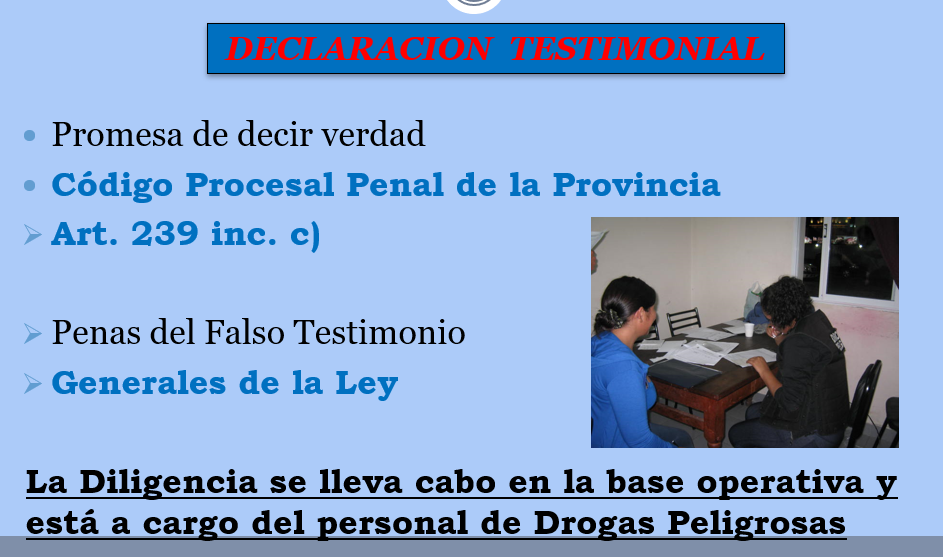 DECLARACION TESTIMONIAL
Promesa de decir verdad
Código Procesal Penal de la Provincia
Art. 239 inc. c)
Penas del Falso Testimonio
Generales de la Ley
La Diligencia se lleva cabo en la base operativa y
está a cargo del personal de Drogas Peligrosas